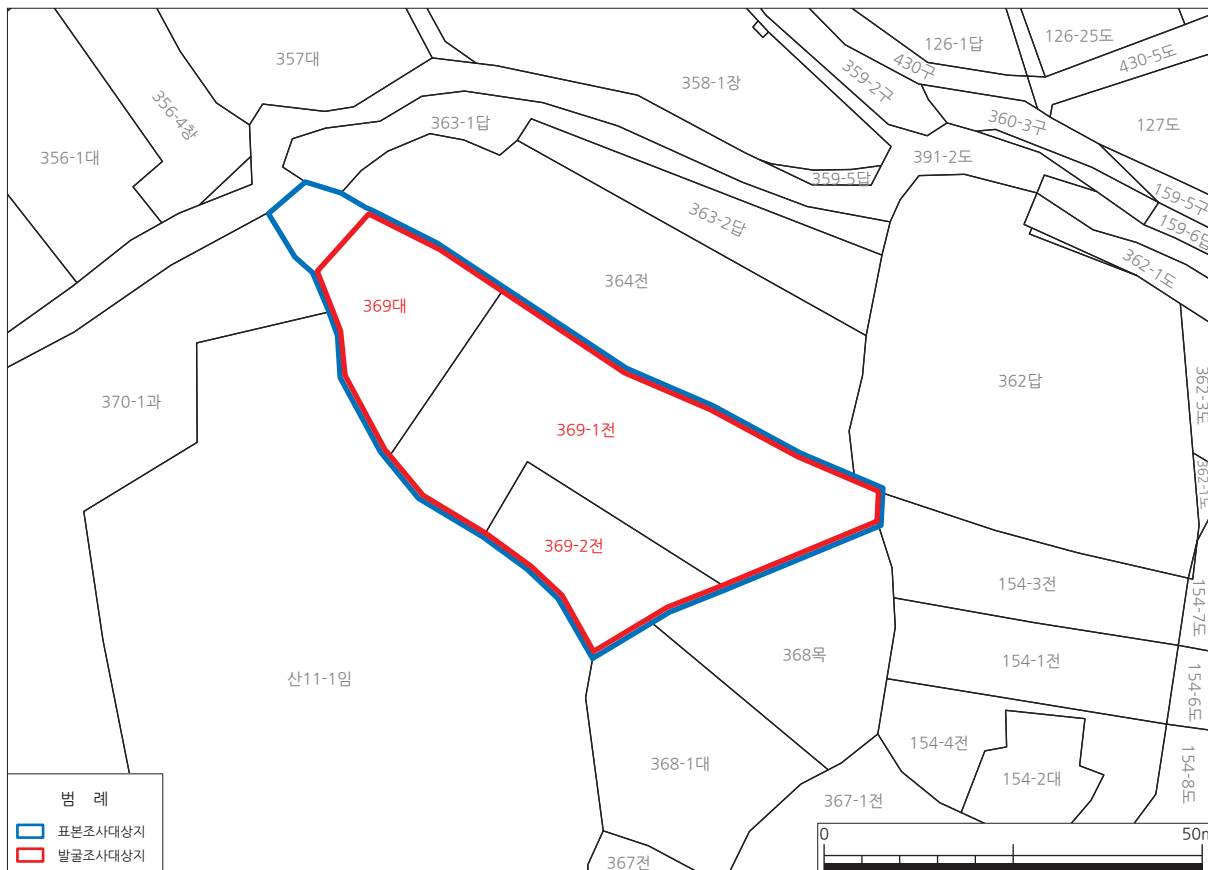 126-1답
126-25도
357대
430구
430-5도
358-1장
359-2구
356-4창
363-1답
360-3구
127도
356-1대
391-2도
359-5답
159-5구
363-2답
159-6답
362-1도
364전
369대
362답
362-3도
370-1과
369-1전
362-1도
369-2전
154-3전
154-7도
368목
154-1전
산11-1임
154-6도
154-4전
368-1대
154-8도
154-2대
367-1전
367전
범 례
표본조사대상지
발굴조사대상지
0
50m